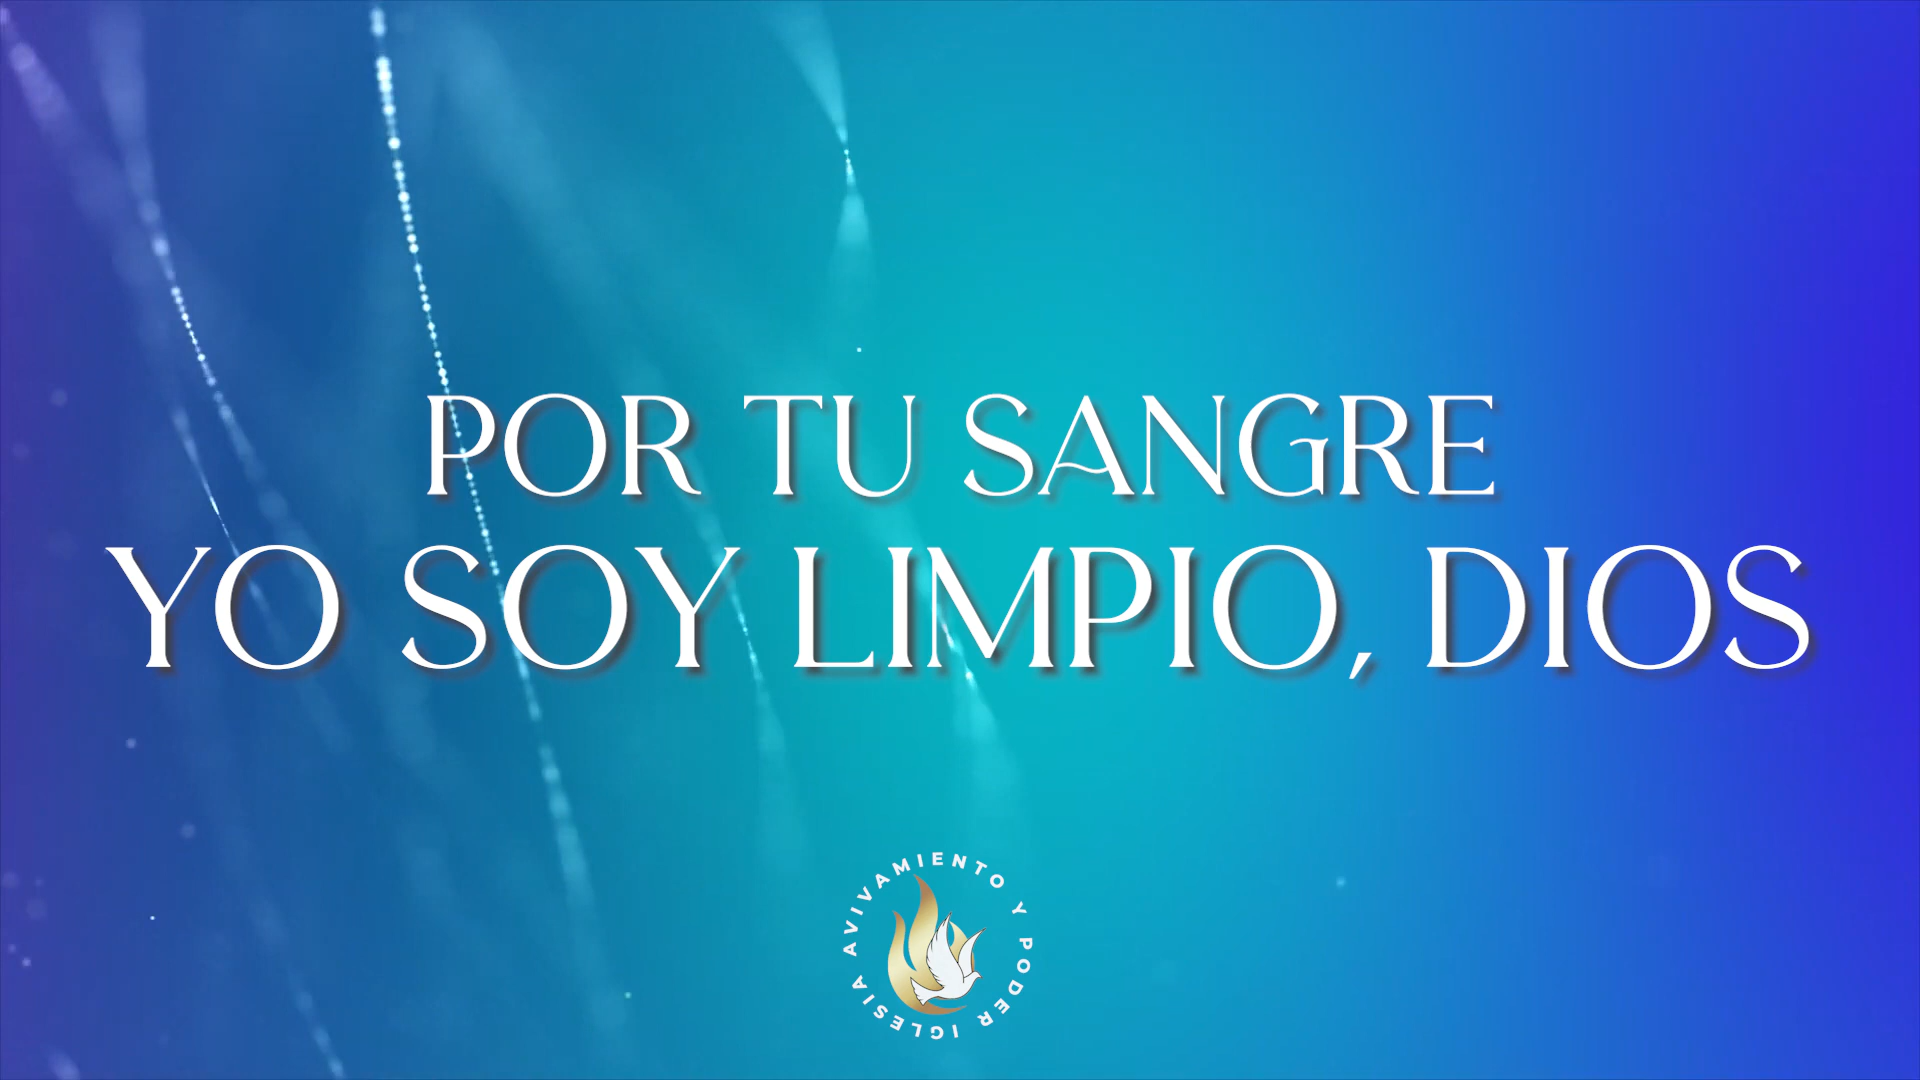 POR TU SANGRE
YO SOY LIMPIO, DIOS
IGLESIA AVIVAMIENTO Y PODER